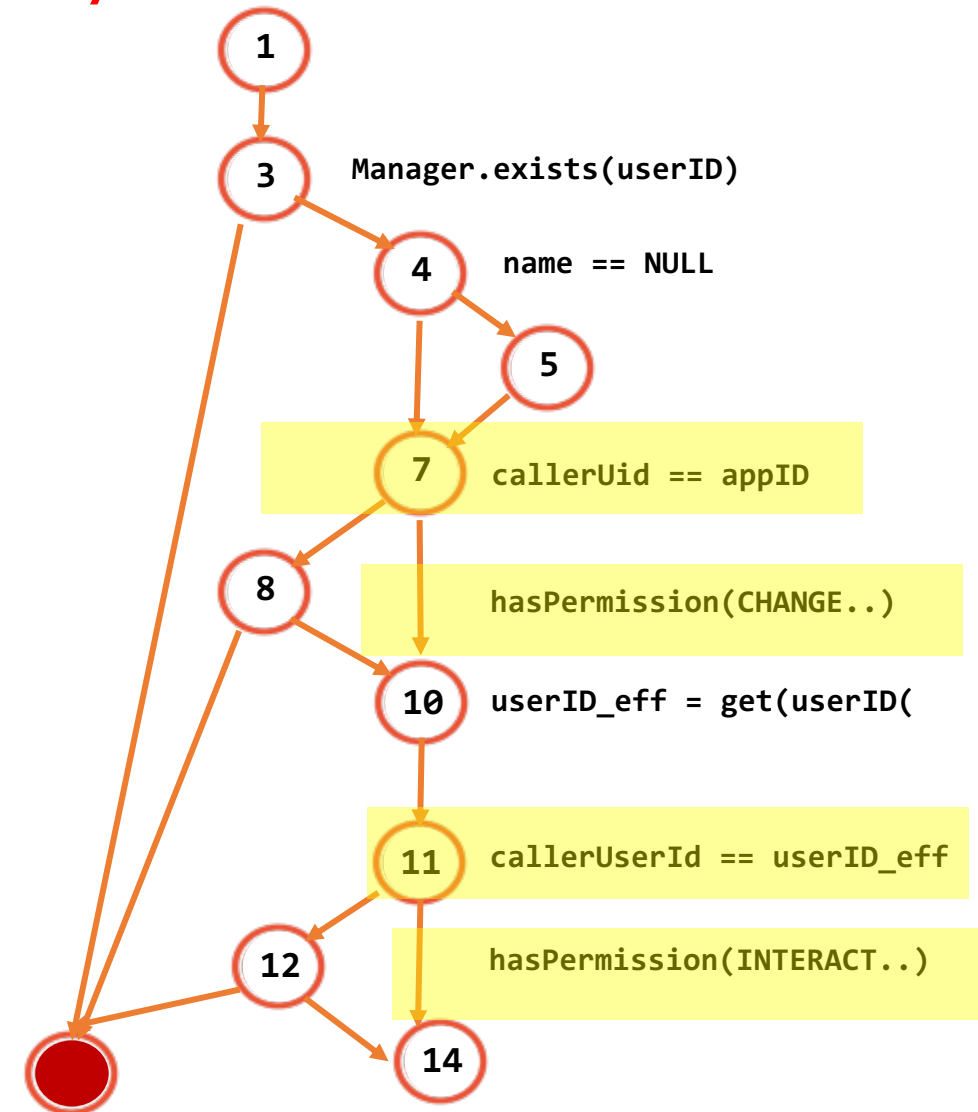 1
3 Manager.exists(userID)
4 name == NULL
5
7 callerUid == appID
8
hasPermission(CHANGE..)
10 userID_eff = get(userID(
11 callerUserId == userID_eff
12
hasPermission(INTERACT..)
14